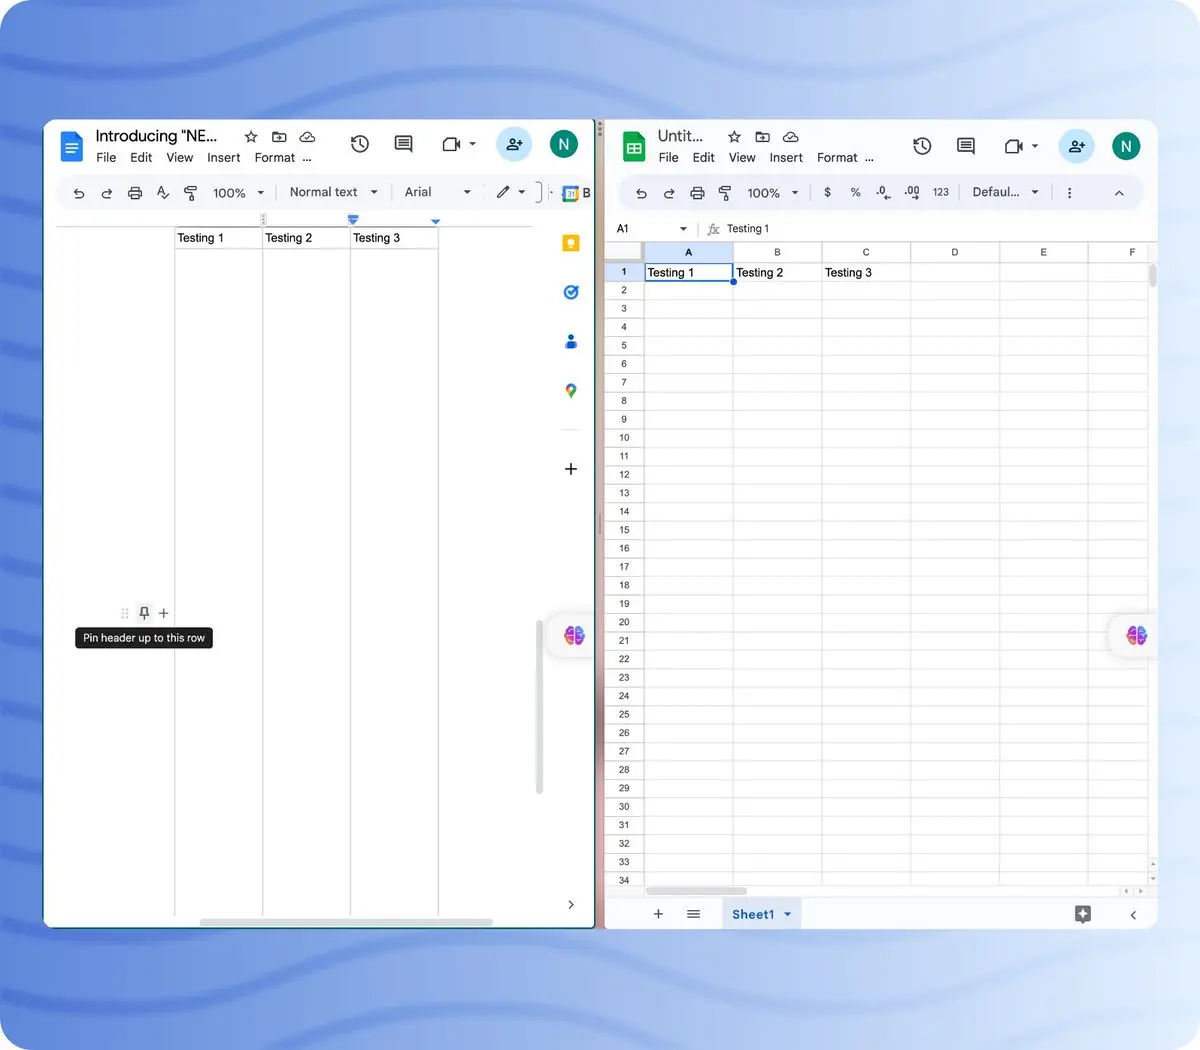 Introducing "NE...
File Edit View Insert Format ...
N
100% Normal text Arial B
31
Testing 1 Testing 2 Testing 3
Pin header up to this row
Untit...
File Edit View Insert Format ...
N
100% $ % .0 .00 123 Defaul...
A1 fx Testing 1
A B C D E F
1 Testing 1 Testing 2 Testing 3
2
3
4
5
6
7
8
9
10
11
12
13
14
15
16
17
18
19
20
21
22
23
24
25
26
27
28
29
30
31
32
33
34
Sheet1